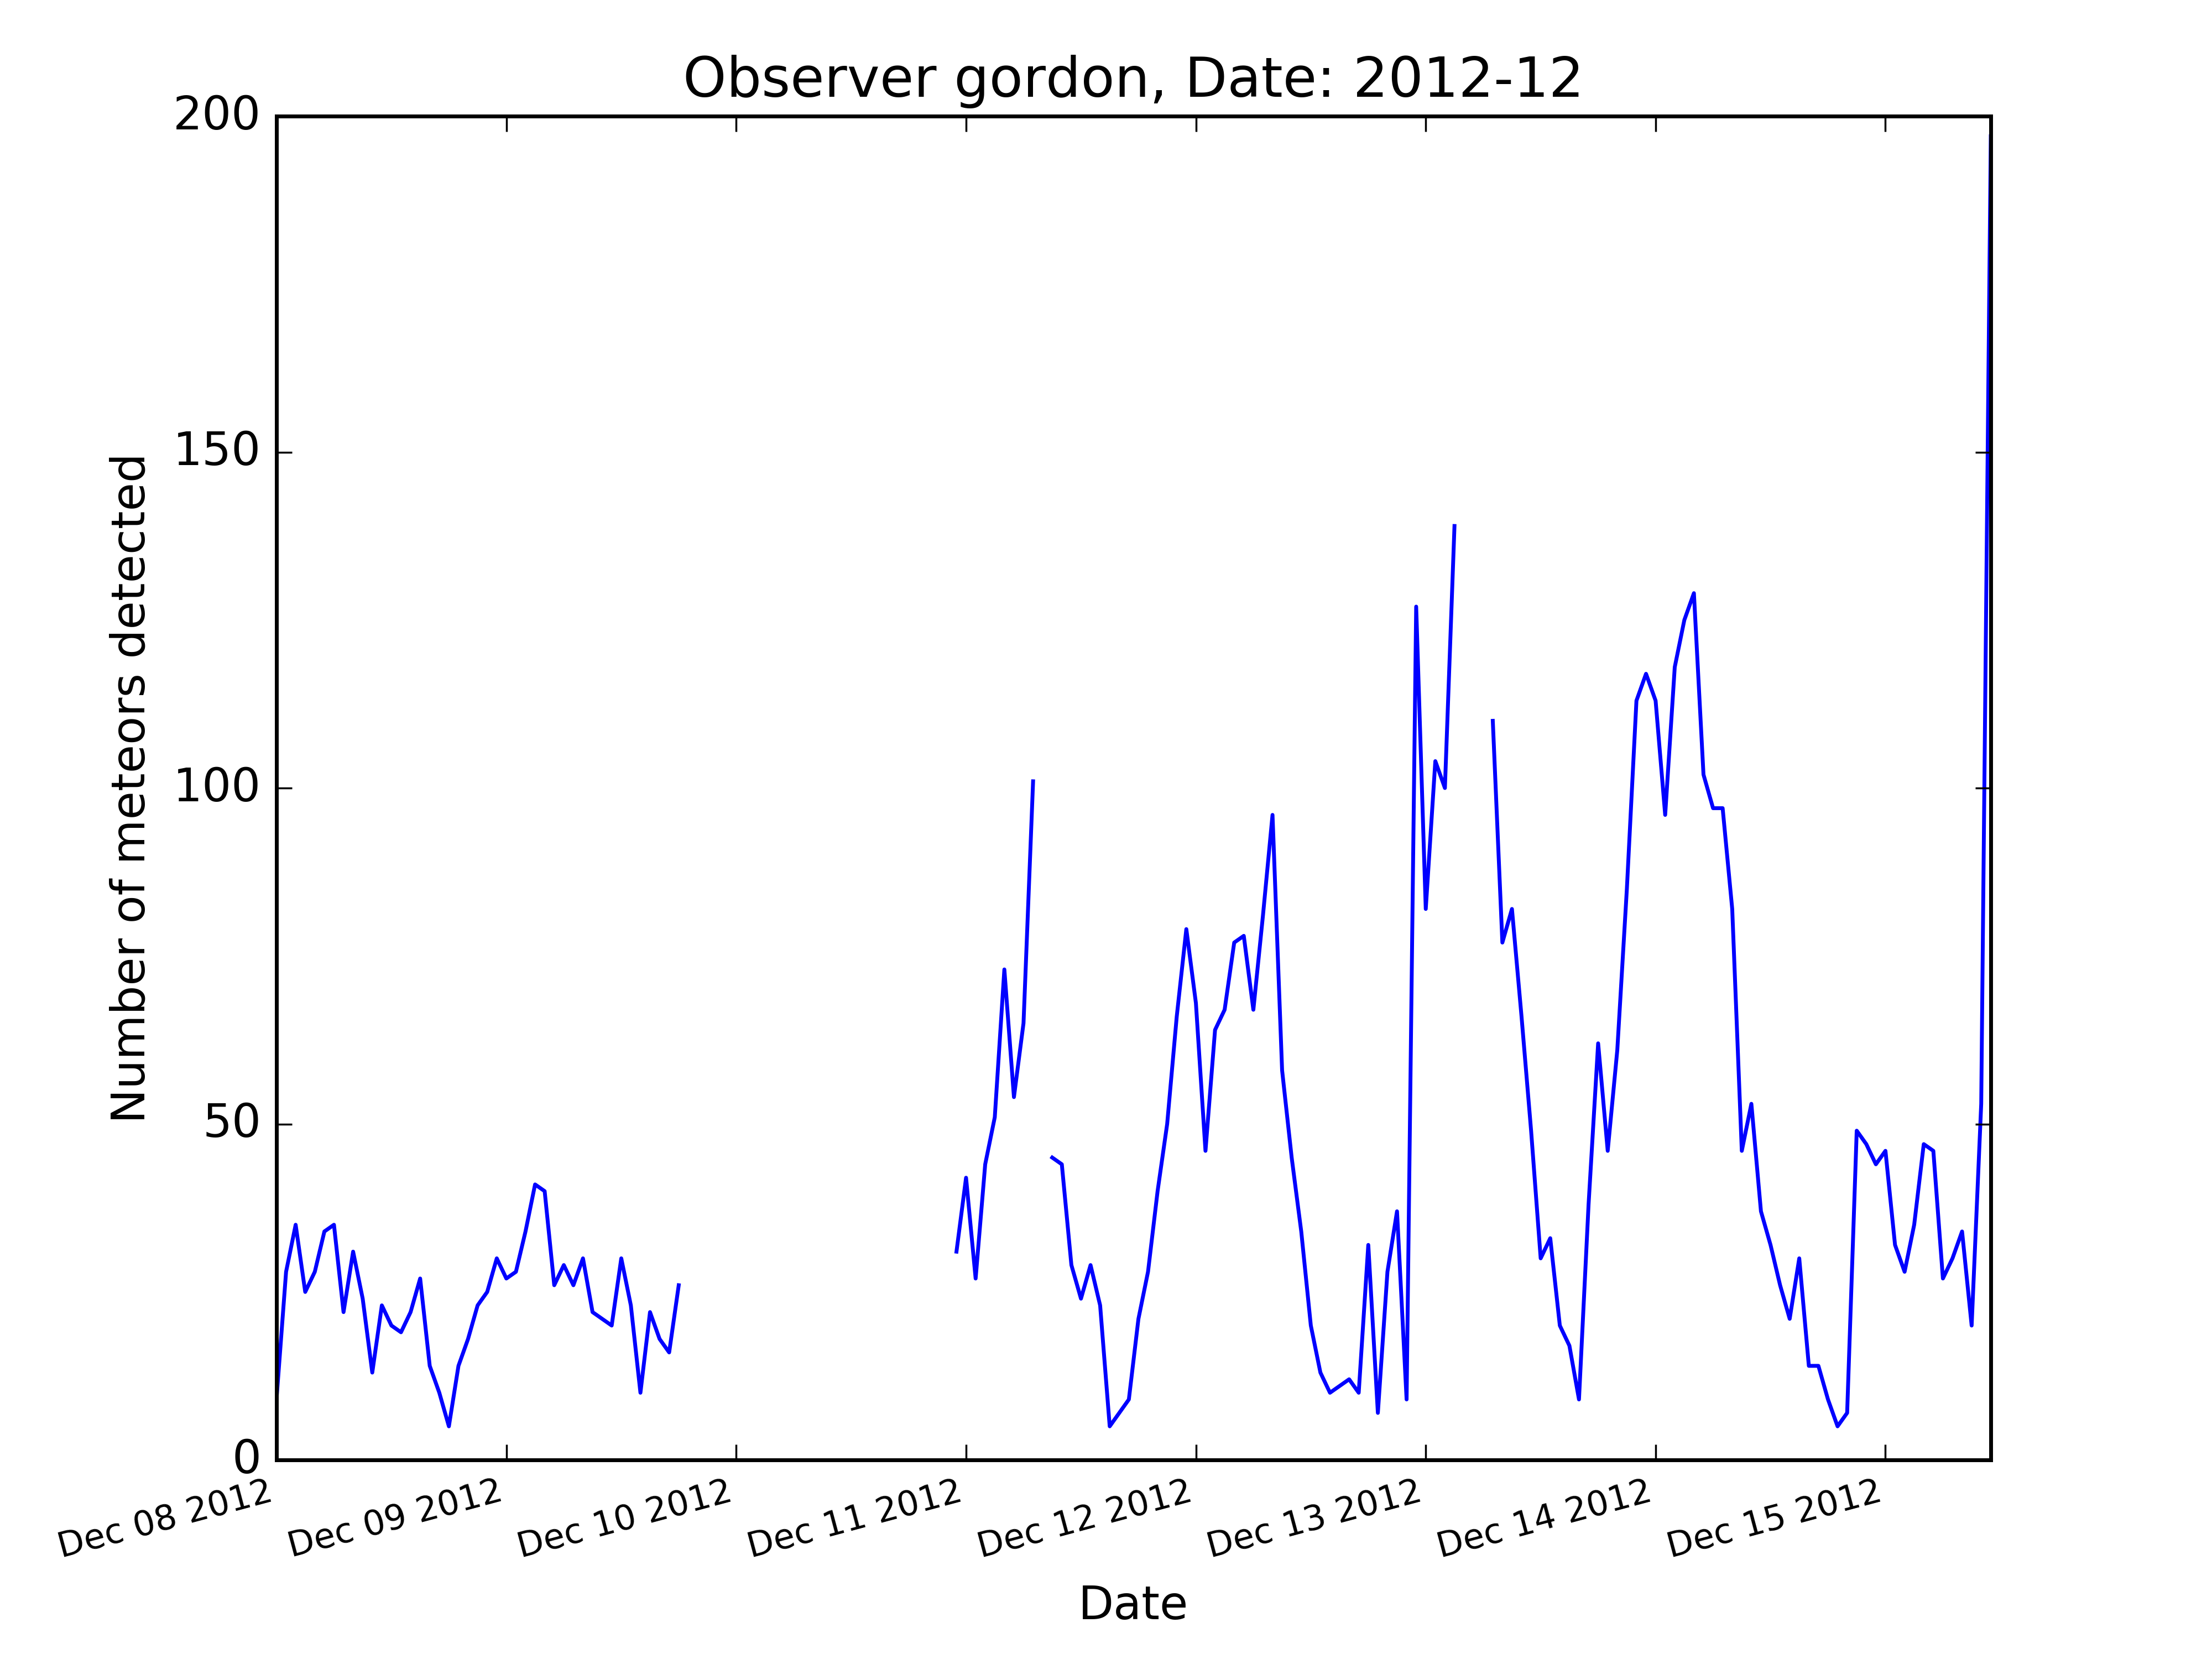 Observer gordon, Date: 2012-12
200
150
100
50
0
Number of meteors detected
Dec 08 2012
Dec 09 2012
Dec 10 2012
Dec 11 2012
Dec 12 2012
Dec 13 2012
Dec 14 2012
Dec 15 2012
Date